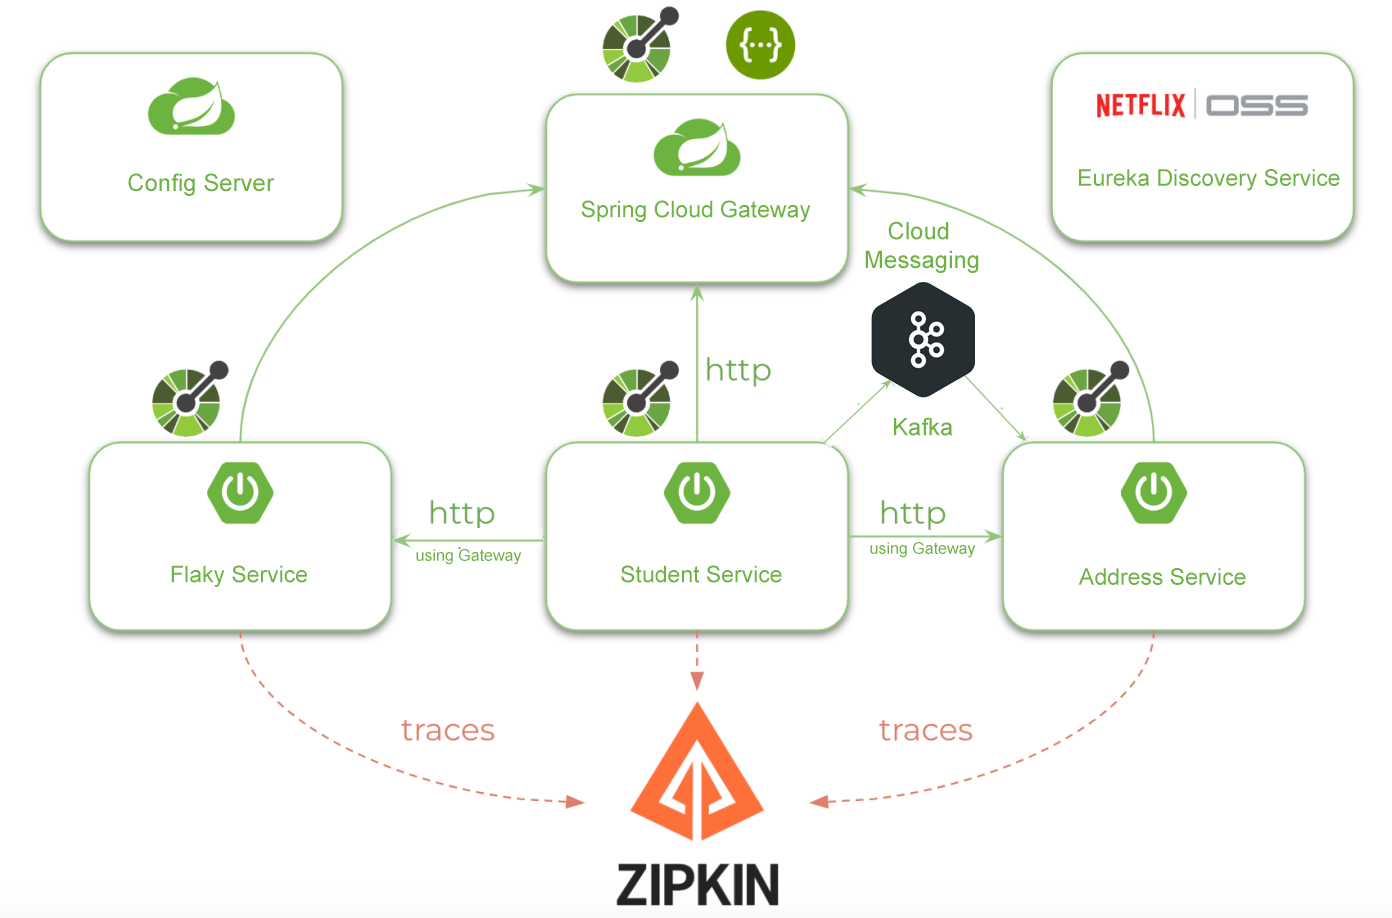 NETFLIX OSS
Config Server
Spring Cloud Gateway
Eureka Discovery Service
Cloud
Messaging
http
Kafka
http
using Gateway
http
using Gateway
Flaky Service
Student Service
Address Service
traces
traces
ZIPKIN